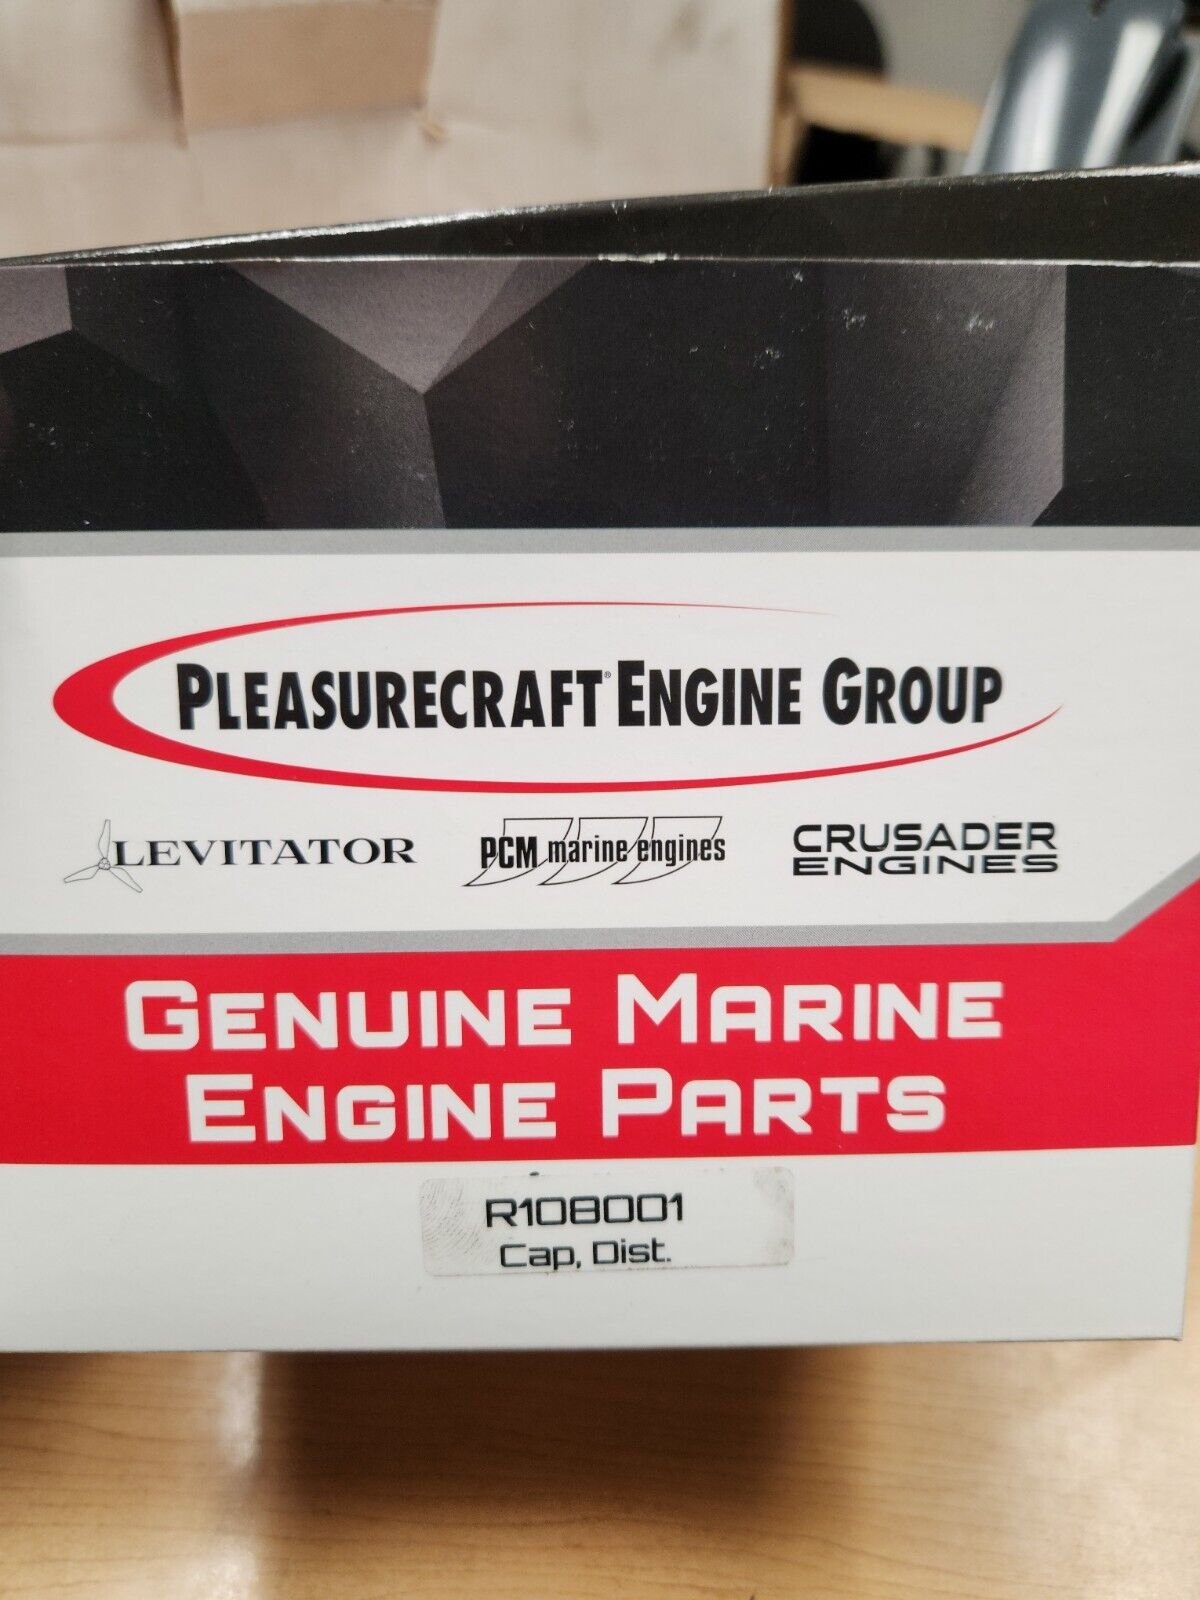 PLEASURECRAFT® ENGINE GROUP
LEVITATOR
PCM marine engines
CRUSADER
ENGINES
GENUINE MARINE
ENGINE PARTS
R108001
Cap, Dist.